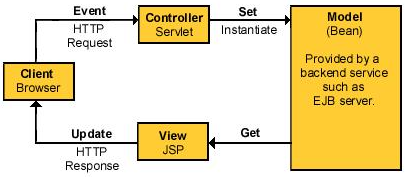 Event
HTTP
Request
Controller
Servlet
Set
Instantiate
Model
(Bean)
Provided by a
backend service
such as
EJB server.
Client
Browser
Update
HTTP
Response
View
JSP
Get